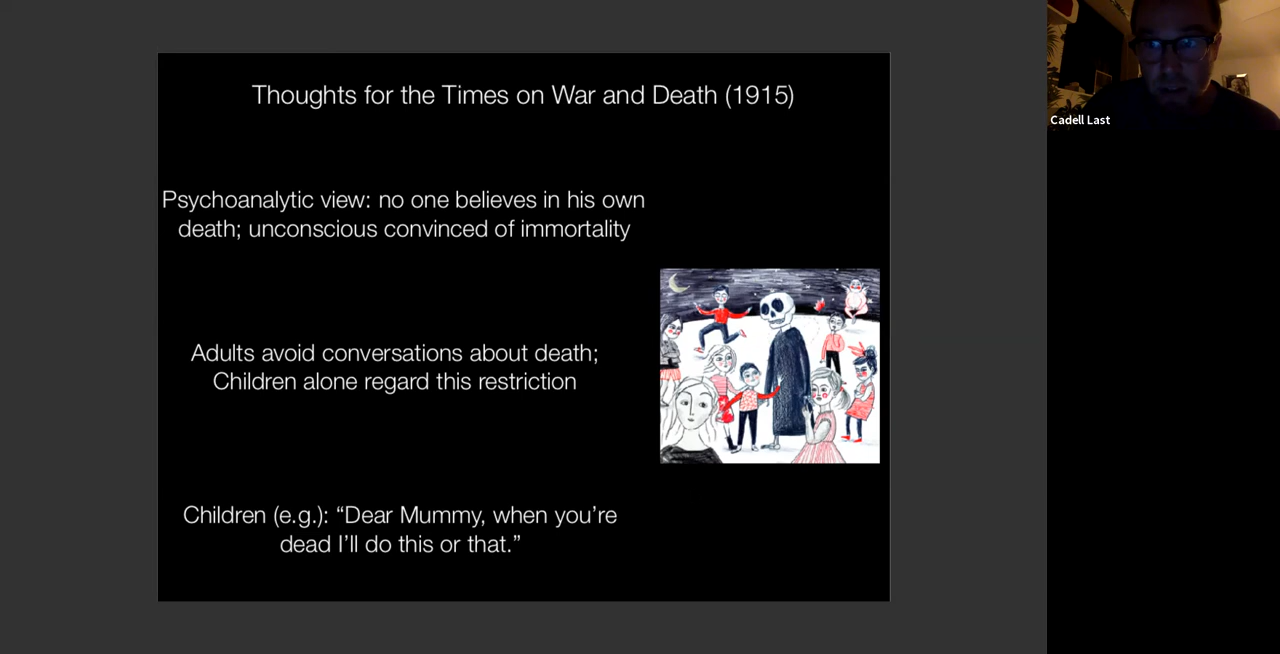 Thoughts for the Times on War and Death (1915)
Psychoanalytic view: no one believes in his own
death; unconscious convinced of immortality
Adults avoid conversations about death;
Children alone regard this restriction
Children (e.g.): “Dear Mummy, when you’re
dead I’ll do this or that.”
Cadell Last